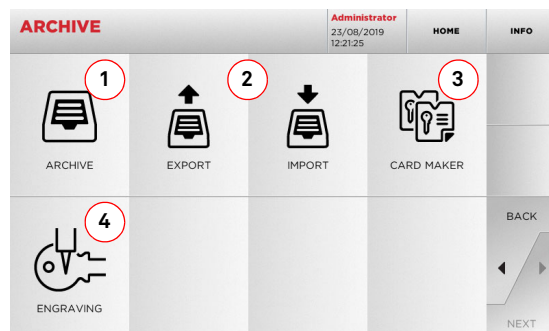 ARCHIVE
Administrator
23/08/2019
12:21:25
HOME
INFO
1
2
3
ARCHIVE
EXPORT
IMPORT
CARD MAKER
4
ENGRAVING
BACK
NEXT